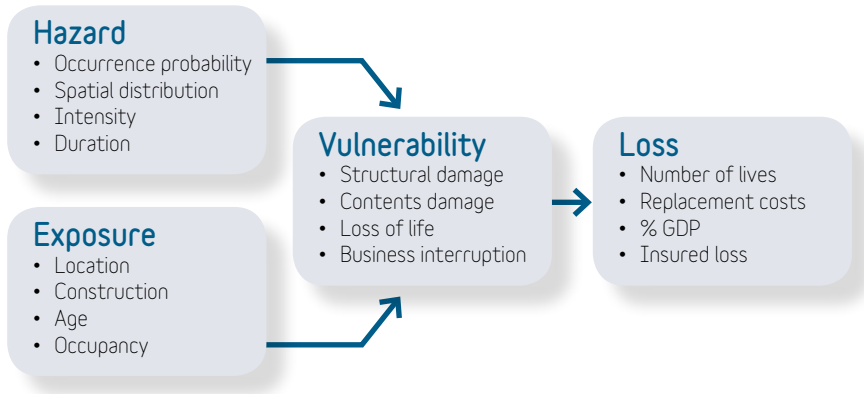 Hazard
• Occurrence probability
• Spatial distribution
• Intensity
• Duration
Exposure
• Location
• Construction
• Age
• Occupancy
Vulnerability
• Structural damage
• Contents damage
• Loss of life
• Business interruption
Loss
• Number of lives
• Replacement costs
• % GDP
• Insured loss